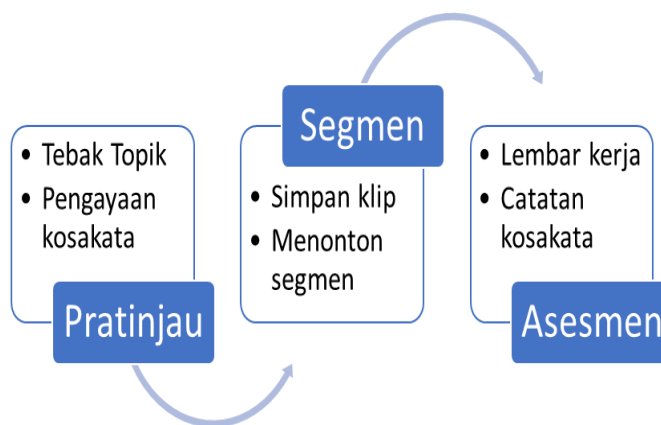 • Tebak Topik
• Pengayaan
kosakata
Pratinjau
Segmen
• Simpan klip
• Menonton
segmen
• Lembar kerja
• Catatan
kosakata
Asesmen